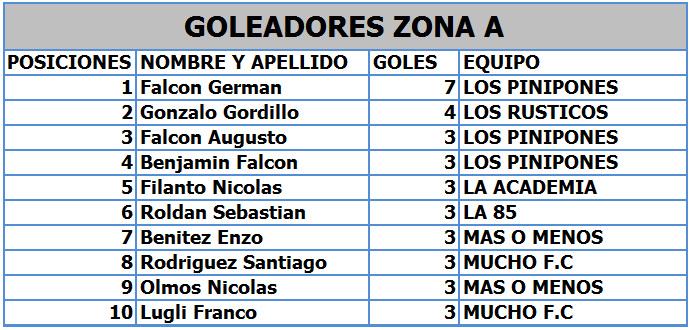 GOLEADORES ZONA A
POSICIONES NOMBRE Y APELLIDO GOLES EQUIPO
1 Falcon German 7 LOS PINIPONES
2 Gonzalo Gordillo 4 LOS RUSTICOS
3 Falcon Augusto 3 LOS PINIPONES
4 Benjamin Falcon 3 LOS PINIPONES
5 Filanto Nicolas 3 LA ACADEMIA
6 Roldan Sebastian 3 LA 85
7 Benitez Enzo 3 MAS O MENOS
8 Rodriguez Santiago 3 MUCHO F.C
9 Olmos Nicolas 3 MAS O MENOS
10 Lugli Franco 3 MUCHO F.C